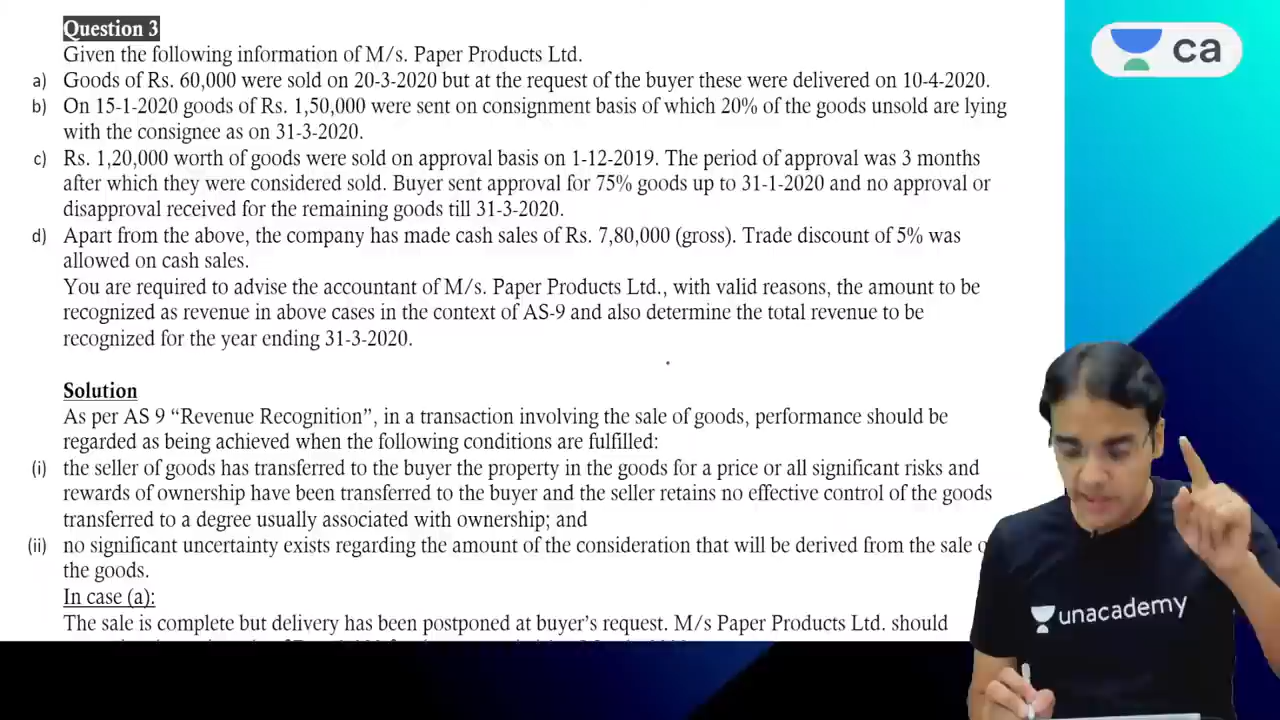 Question 3
Given the following information of M/s. Paper Products Ltd.
a) Goods of Rs. 60,000 were sold on 20-3-2020 but at the request of the buyer these were delivered on 10-4-2020.
b) On 15-1-2020 goods of Rs. 1,50,000 were sent on consignment basis of which 20% of the goods unsold are lying
with the consignee as on 31-3-2020.
c) Rs. 1,20,000 worth of goods were sold on approval basis on 1-12-2019. The period of approval was 3 months
after which they were considered sold. Buyer sent approval for 75% goods up to 31-1-2020 and no approval or
disapproval received for the remaining goods till 31-3-2020.
d) Apart from the above, the company has made cash sales of Rs. 7,80,000 (gross). Trade discount of 5% was
allowed on cash sales.
You are required to advise the accountant of M/s. Paper Products Ltd., with valid reasons, the amount to be
recognized as revenue in above cases in the context of AS-9 and also determine the total revenue to be
recognized for the year ending 31-3-2020.
Solution
As per AS 9 “Revenue Recognition”, in a transaction involving the sale of goods, performance should be
regarded as being achieved when the following conditions are fulfilled:
(i) the seller of goods has transferred to the buyer the property in the goods for a price or all significant risks and
rewards of ownership have been transferred to the buyer and the seller retains no effective control of the goods
transferred to a degree usually associated with ownership; and
(ii) no significant uncertainty exists regarding the amount of the consideration that will be derived from the sale
the goods.
In case (a):
The sale is complete but delivery has been postponed at buyer’s request. M/s Paper Products Ltd. should
ca
unacademy